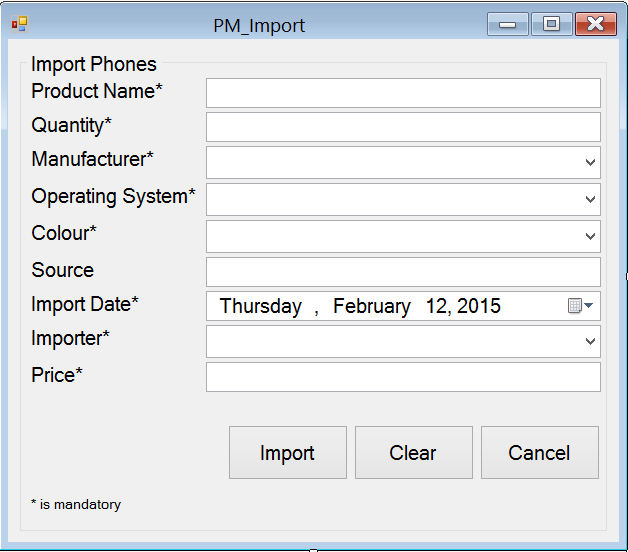 PM_Import
Import Phones
Product Name*
Quantity*
Manufacturer*
Operating System*
Colour*
Source
Import Date* Thursday , February 12, 2015
Importer*
Price*
Import Clear Cancel
* is mandatory